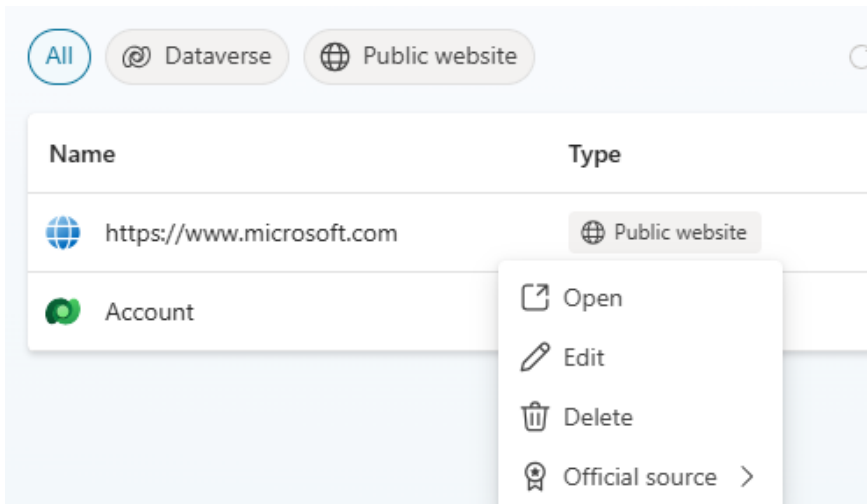 All Dataverse Public website
Name Type
https://www.microsoft.com Public website
Account
Open
Edit
Delete
Official source